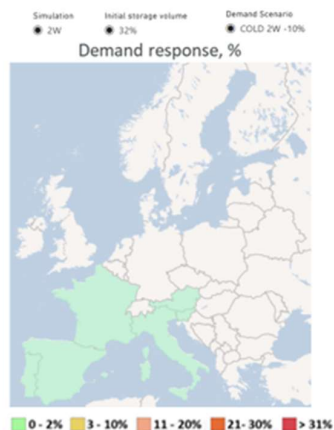 Simulation Initial storage volume Demand Scenario
2W 32% COLD 2W -10%
Demand response, %
0 - 2% 3 - 10% 11 - 20% 21- 30% > 31%